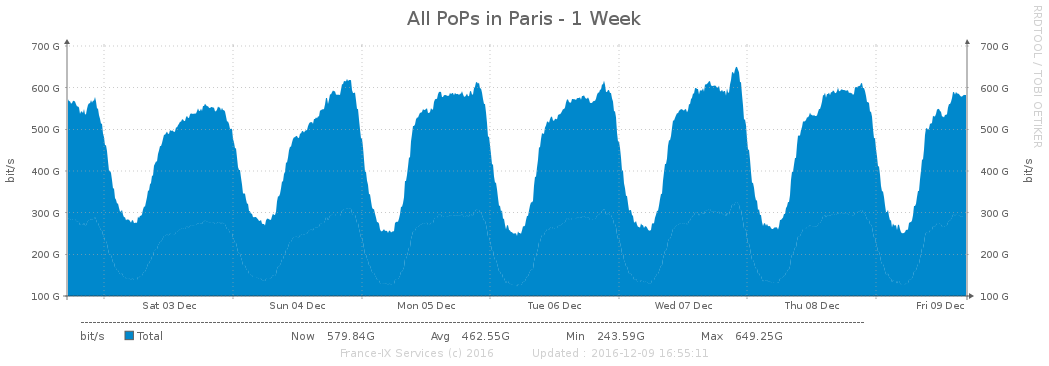 All PoPs in Paris - 1 Week
RRDTOOL / TOBI OETIKER
bit/s
700 G 700 G
600 G 600 G
500 G 500 G
400 G 400 G
300 G 300 G
200 G 200 G
100 G 100 G
bit/s
Sat 03 Dec Sun 04 Dec Mon 05 Dec Tue 06 Dec Wed 07 Dec Thu 08 Dec Fri 09 Dec
bit/s Total Now 579.84G Avg 462.55G Min 243.59G Max 649.25G
France-IX Services (c) 2016 Updated : 2016-12-09 16:55:11